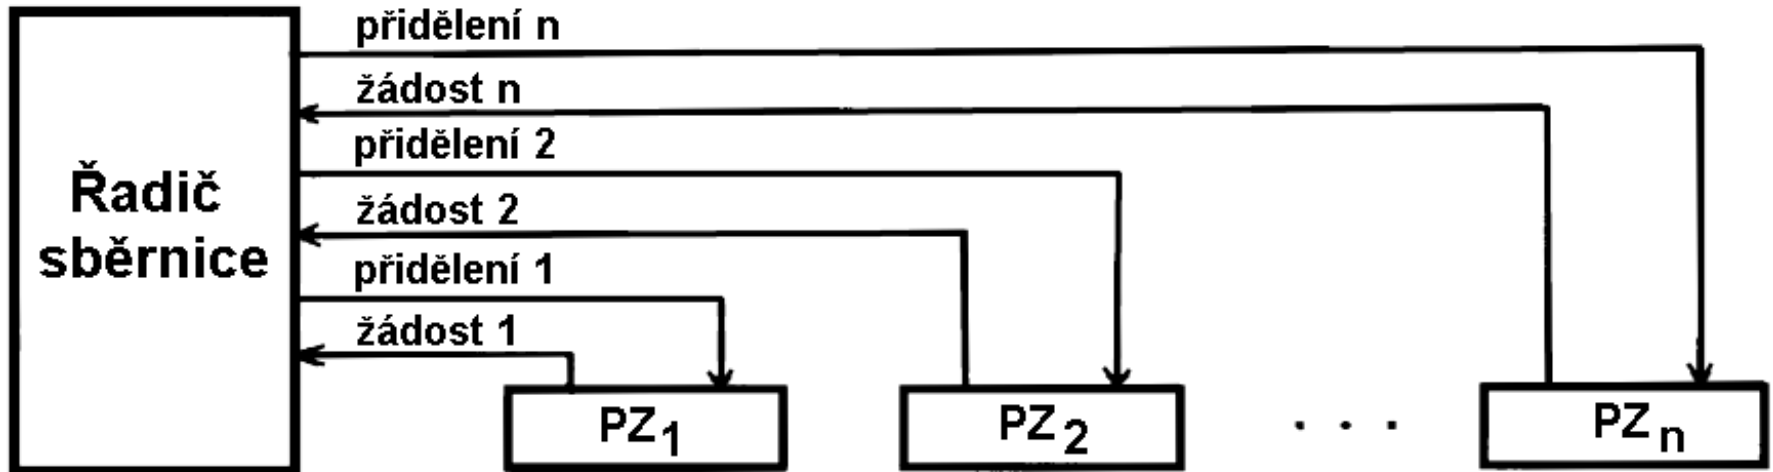 přidělení n
žádost n
přidělení 2
žádost 2
přidělení 1
žádost 1
Řadič
sběrnice
PZ1
PZ2
. . .
PZn